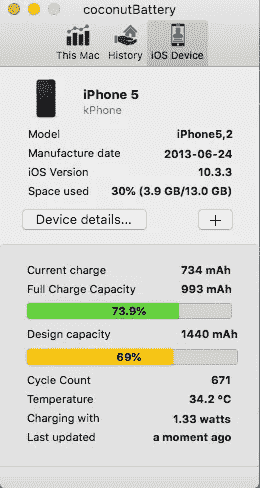 coconutBattery
This Mac History iOS Device
iPhone 5
kPhone
Model iPhone5,2
Manufacture date 2013-06-24
iOS Version 10.3.3
Space used 30% (3.9 GB/13.0 GB)
Device details... +
Current charge 734 mAh
Full Charge Capacity 993 mAh
73.9%
Design capacity 1440 mAh
69%
Cycle Count 671
Temperature 34.2 ºC
Charging with 1.33 watts
Last updated a moment ago